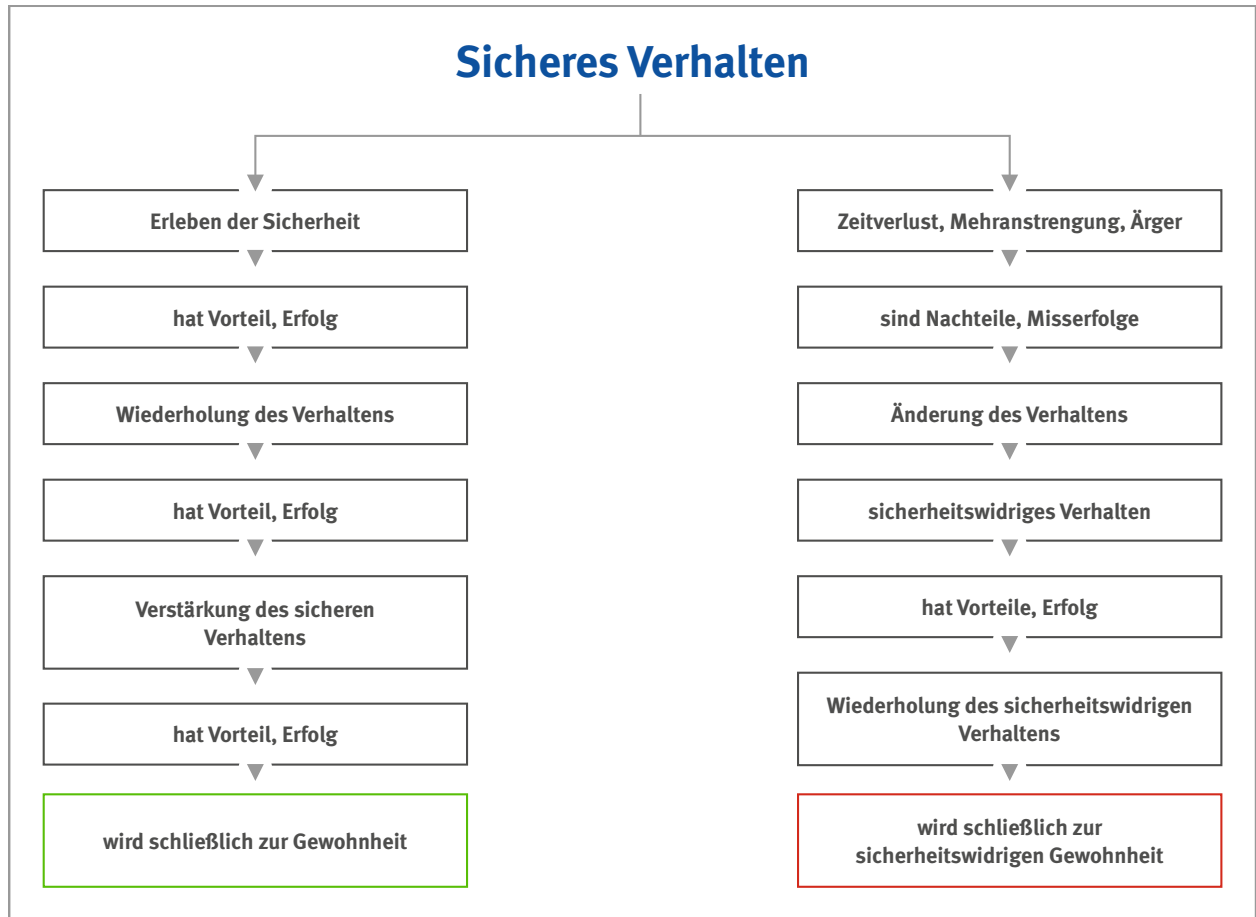 Sicheres Verhalten
Erleben der Sicherheit
hat Vorteil, Erfolg
Wiederholung des Verhaltens
hat Vorteil, Erfolg
Verstärkung des sicheren
Verhaltens
hat Vorteil, Erfolg
wird schließlich zur Gewohnheit
Zeitverlust, Mehranstrengung, Ärger
sind Nachteile, Misserfolge
Änderung des Verhaltens
sicherheitswidriges Verhalten
hat Vorteile, Erfolg
Wiederholung des sicherheitswidrigen
Verhaltens
wird schließlich zur
sicherheitswidrigen Gewohnheit